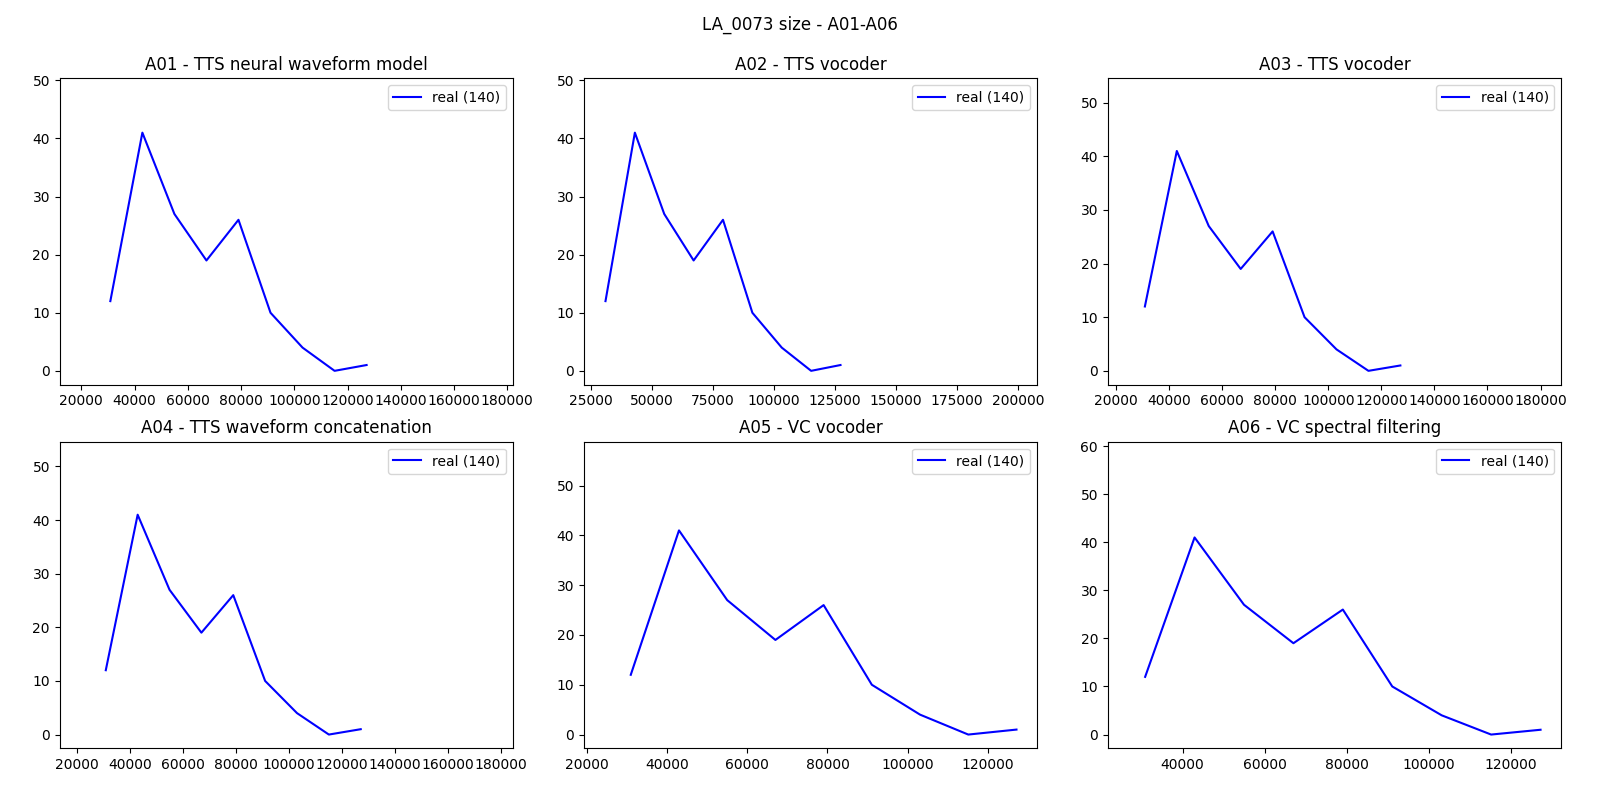 LA_0073 size - A01-A06
A01 - TTS neural waveform model
real (140)
50
40
30
20
10
0
20000 40000 60000 80000 100000 120000 140000 160000 180000
A02 - TTS vocoder
real (140)
50
40
30
20
10
0
25000 50000 75000 100000 125000 150000 175000 200000
A03 - TTS vocoder
real (140)
50
40
30
20
10
0
20000 40000 60000 80000 100000 120000 140000 160000 180000
A04 - TTS waveform concatenation
real (140)
50
40
30
20
10
0
20000 40000 60000 80000 100000 120000 140000 160000 180000
A05 - VC vocoder
real (140)
50
40
30
20
10
0
20000 40000 60000 80000 100000 120000
A06 - VC spectral filtering
real (140)
60
50
40
30
20
10
0
40000 60000 80000 100000 120000